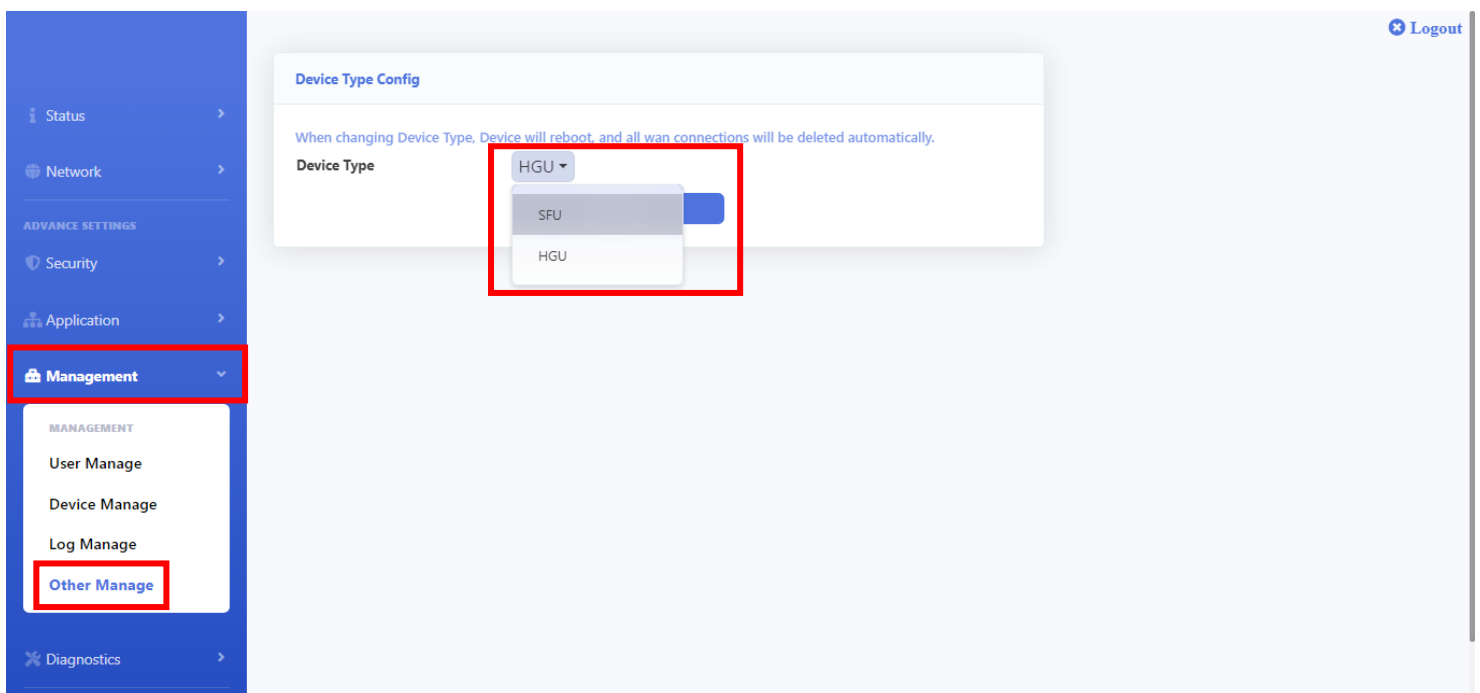 Logout
Status
Network
ADVANCE SETTINGS
Security
Application
Management
MANAGEMENT
User Manage
Device Manage
Log Manage
Other Manage
Diagnostics
Device Type Config
When changing Device Type, Device will reboot, and all wan connections will be deleted automatically.
Device Type
HGU
SFU
HGU